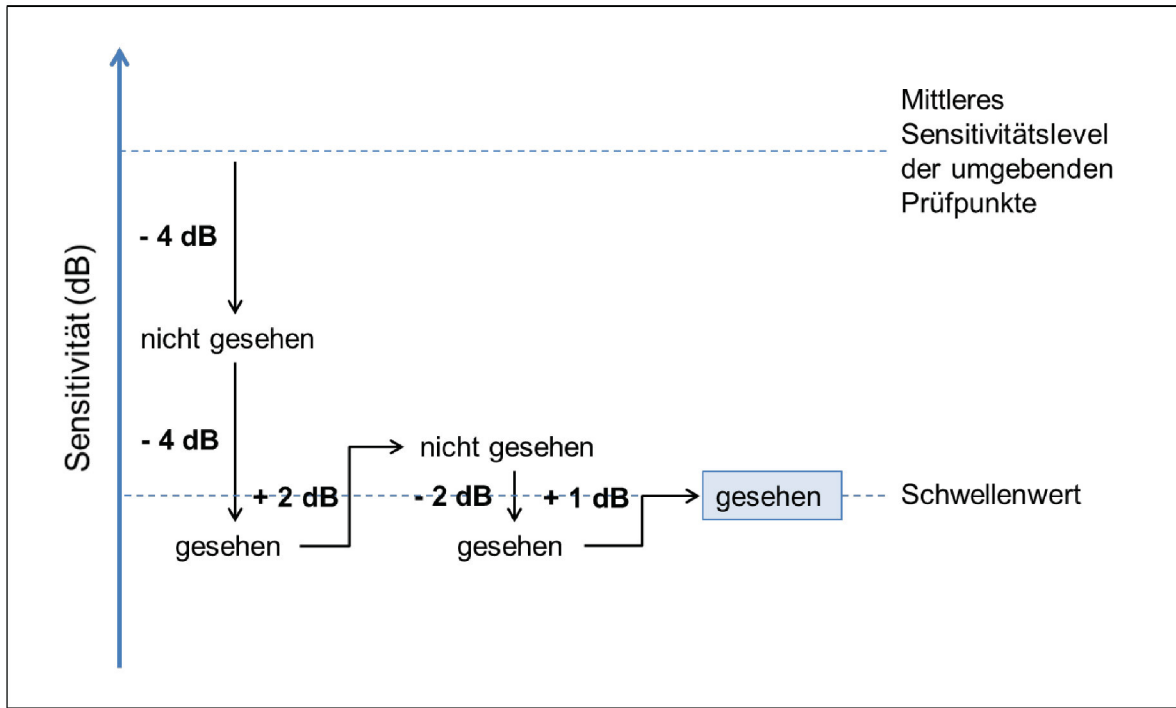 Sensitivität (dB)
Mittleres
Sensitivitätslevel
der umgebenden
Prüfpunkte
- 4 dB
nicht gesehen
- 4 dB
nicht gesehen
+ 2 dB
- 2 dB
+ 1 dB
gesehen
Schwellenwert
gesehen
gesehen